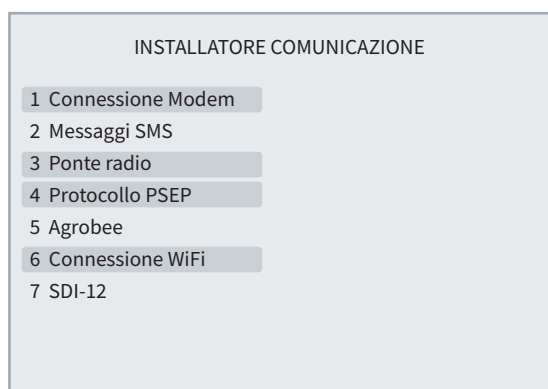 INSTALLATORE COMUNICAZIONE
1 Connessione Modem
2 Messaggi SMS
3 Ponte radio
4 Protocollo PSEP
5 Agrobee
6 Connessione WiFi
7 SDI-12